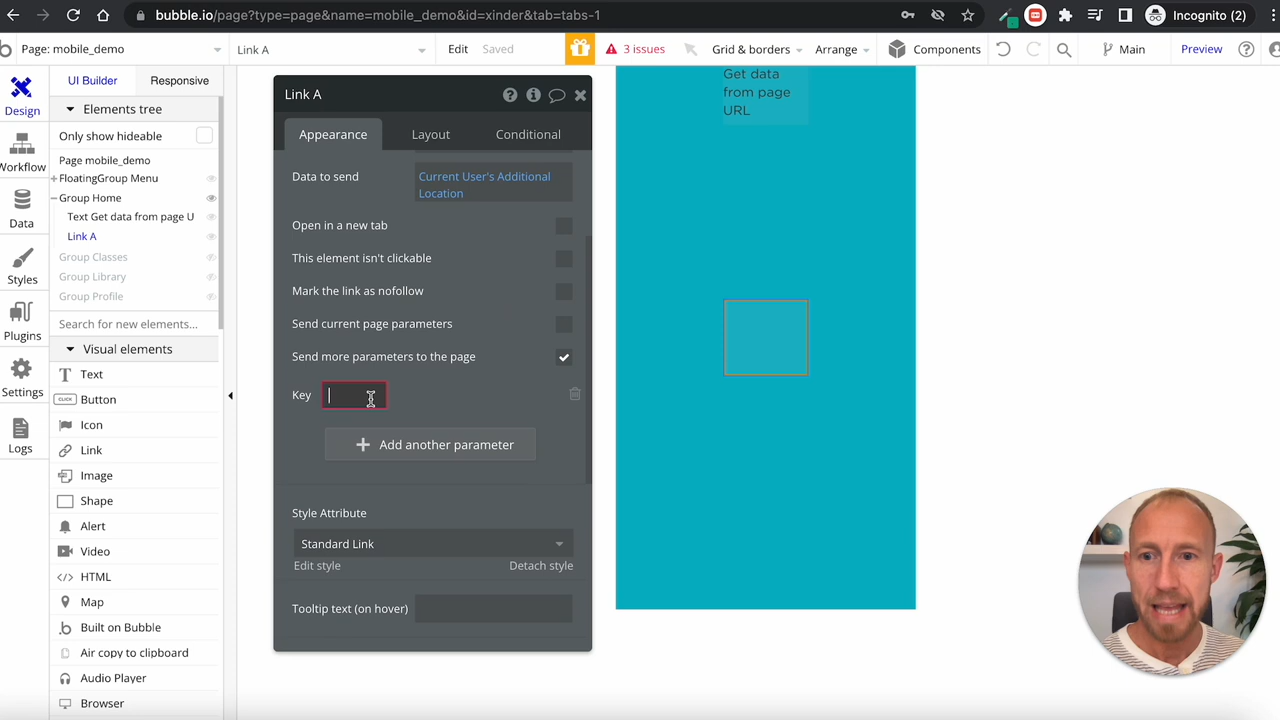 bubble.io/page?type=page&name=mobile_demo&id=xinder&tab=tabs-1
Incognito (2)
Page: mobile_demo
Link A
Edit
Saved
3 issues
Grid & borders
Arrange
Components
Main
Preview
Design
Workflow
Data
Styles
Plugins
Settings
Logs
UI Builder
Responsive
Elements tree
Only show hideable
Page mobile_demo
FloatingGroup Menu
Group Home
Text Get data from page U
Link A
Group Classes
Group Library
Group Profile
Search for new elements...
Visual elements
Text
CLICK
Button
Icon
Link
Image
Shape
Alert
Video
</> HTML
Map
Built on Bubble
Air copy to clipboard
Audio Player
Browser
Link A
Appearance
Layout
Conditional
Data to send
Current User's Additional
Location
Open in a new tab
This element isn't clickable
Mark the link as nofollow
Send current page parameters
Send more parameters to the page
Key
Add another parameter
Style Attribute
Standard Link
Edit style
Detach style
Tooltip text (on hover)
Get data
from page
URL